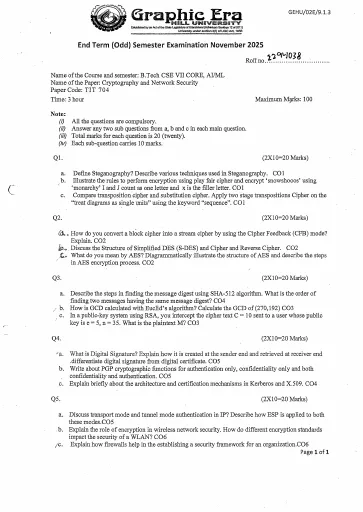 GEHU/02E/9.1.3
Graphic Era
HILL UNIVERSITY
End Term (Odd) Semester Examination November 2025
Roll no. 2291038
Name of the Course and semester: B.Tech CSE VII CORE, AI/ML
Name of the Paper: Cryptography and Network Security
Paper Code: TIT 704
Time: 3 hour Maximum Marks: 100
Note:
(i) All the questions are compulsory.
(ii) Answer any two sub questions from a, b and c in each main question.
(iii) Total marks for each question is 20 (twenty).
(iv) Each sub-question carries 10 marks.
Q1. (2X10=20 Marks)
a. Define Steganography? Describe various techniques used in Steganography. CO1
b. Illustrate the rules to perform encryption using play fair cipher and encrypt 'snowshooos' using
'monarchy' I and J count as one letter and x is the filler letter. CO1
c. Compare transposition cipher and substitution cipher. Apply two stage transpositions Cipher on the
"treat diagrams as single units" using the keyword "sequence". CO1
Q2. (2X10=20 Marks)
a. How do you convert a block cipher into a stream cipher by using the Cipher Feedback (CFB) mode?
Explain. CO2
b. Discuss the Structure of Simplified DES (S-DES) and Cipher and Reverse Cipher. CO2
c. What do you mean by AES? Diagrammatically illustrate the structure of AES and describe the steps
in AES encryption process. CO2
Q3. (2X10=20 Marks)
a. Describe the steps in finding the message digest using SHA-512 algorithm. What is the order of
finding two messages having the same message digest? CO4
b. How is GCD calculated with Euclid's algorithm? Calculate the GCD of (270,192) CO3
c. In a public-key system using RSA, you intercept the cipher text C = 10 sent to a user whose public
key is e = 5, n = 35. What is the plaintext M? CO3
Q4. (2X10=20 Marks)
a. What is Digital Signature? Explain how it is created at the sender end and retrieved at receiver end
.differentiate digital signature from digital certificate. CO5
b. Write about PGP cryptographic functions for authentication only, confidentiality only and both
confidentiality and authentication. CO5
c. Explain briefly about the architecture and certification mechanisms in Kerberos and X.509. CO4
Q5. (2X10=20 Marks)
a. Discuss transport mode and tunnel mode authentication in IP? Describe how ESP is applied to both
these modes.CO5
b. Explain the role of encryption in wireless network security. How do different encryption standards
impact the security of a WLAN? CO6
c. Explain how firewalls help in the establishing a security framework for an organization.CO6
Page 1 of 1